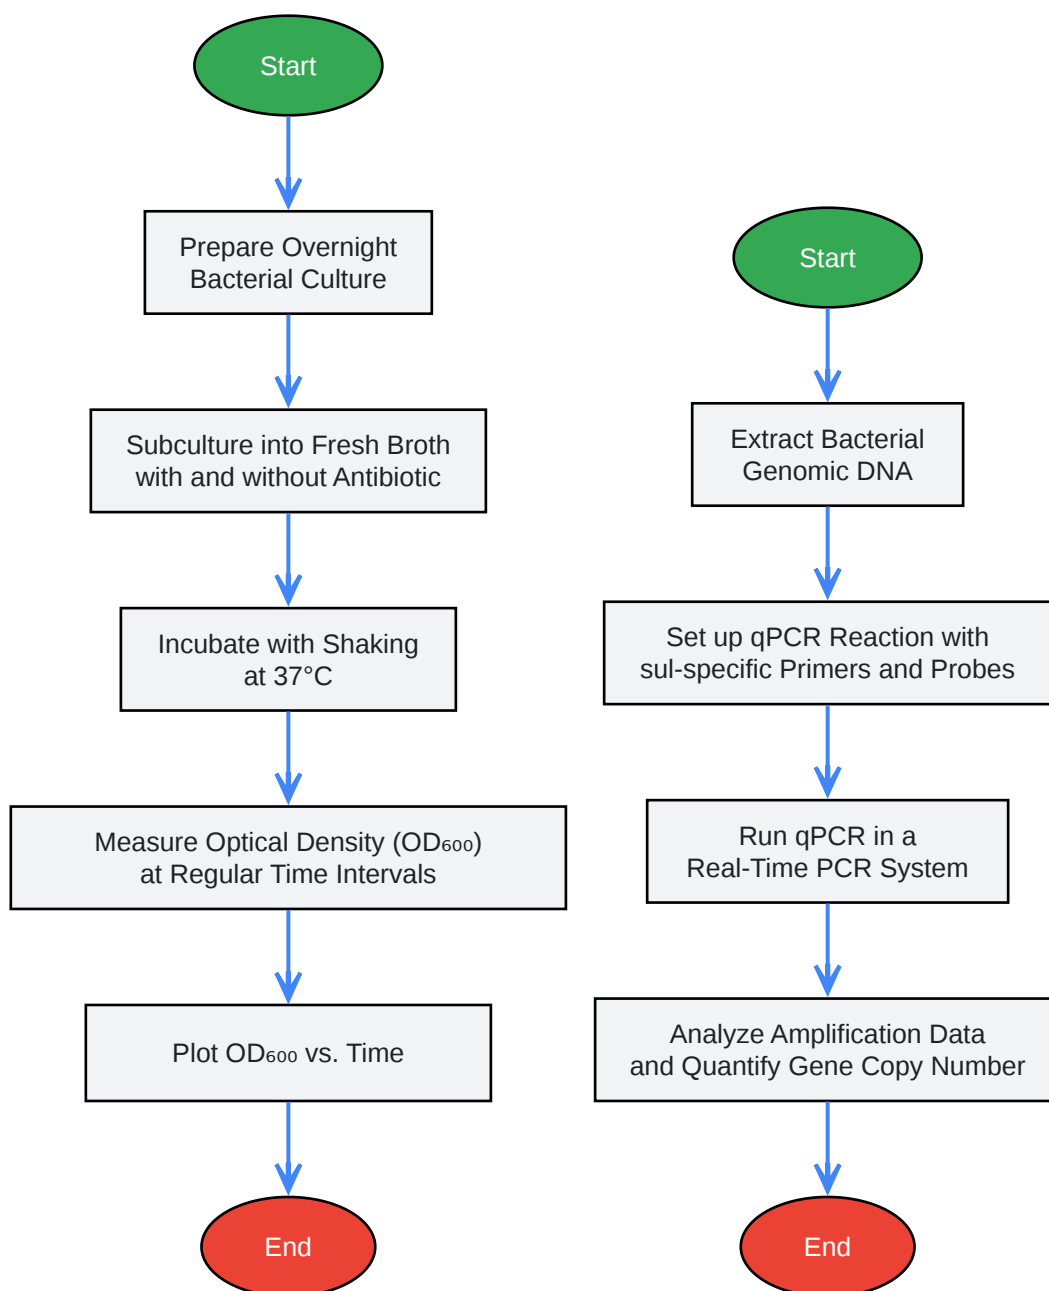 Start
Prepare Overnight
Bacterial Culture
Subculture into Fresh Broth
with and without Antibiotic
Incubate with Shaking
at 37°C
Measure Optical Density (OD₆₀₀)
at Regular Time Intervals
Plot OD₆₀₀ vs. Time
End
Start
Extract Bacterial
Genomic DNA
Set up qPCR Reaction with
sul-specific Primers and Probes
Run qPCR in a
Real-Time PCR System
Analyze Amplification Data
and Quantify Gene Copy Number
End